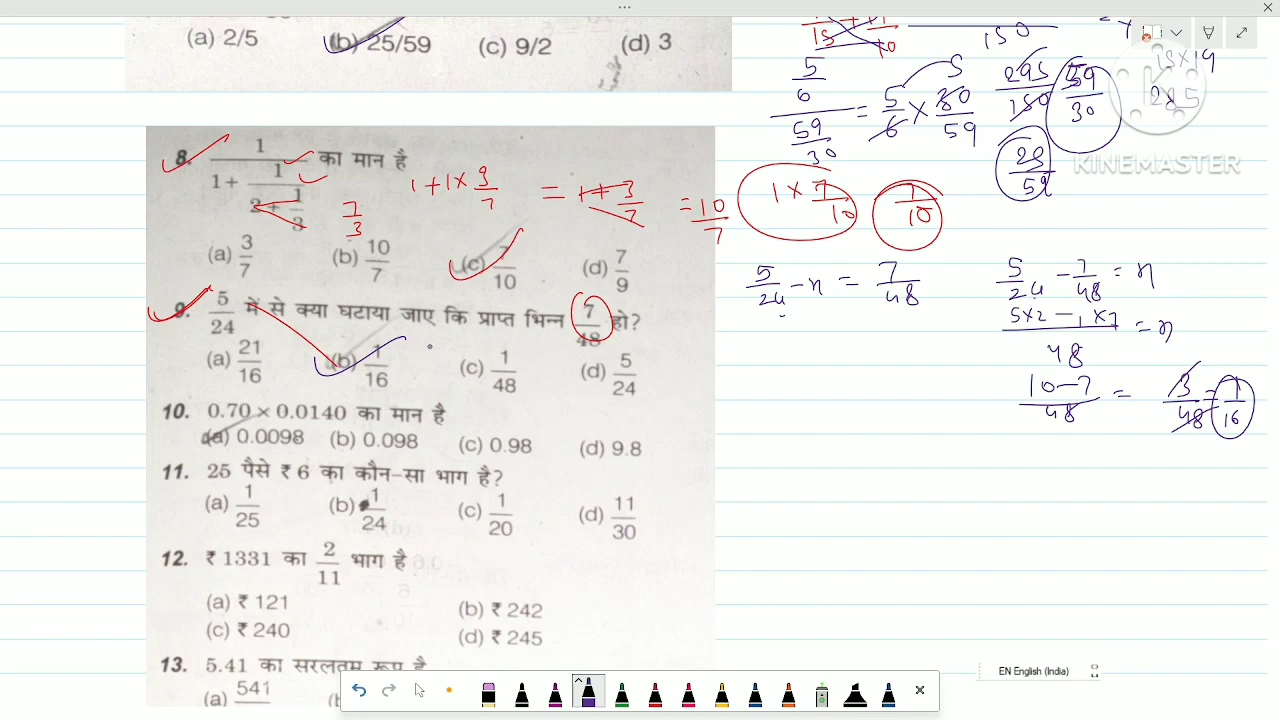 (a) 2/5 (b) 25/59 (c) 9/2 (d) 3
8. 1/(1 + 1/(2 + 1/3)) का मान है
(a) 3/7 (b) 10/7 (c) 7/10 (d) 7/9
9. 5/24 में से क्या घटाया जाए कि प्राप्त भिन्न 7/48 हो?
(a) 21/16 (b) 1/16 (c) 1/48 (d) 5/24
10. 0.70 × 0.0140 का मान है
(a) 0.0098 (b) 0.098 (c) 0.98 (d) 9.8
11. 25 पैसे ₹ 6 का कौन-सा भाग है?
(a) 1/25 (b) 1/24 (c) 1/20 (d) 11/30
12. ₹ 1331 का 2/11 भाग है
(a) ₹ 121 (b) ₹ 242
(c) ₹ 240 (d) ₹ 245
13. 5.41 का सरलतम रूप है
(a) 541
150
5/6 / 59/30 = 5/6 × 30/59
5
295/150 59/30
25/59
KINEMASTER
7/3
1 + 1 × 3/7 = 1 + 3/7 = 10/7
1 × 7/10 7/10
5/24 - n = 7/48
5/24 - 7/48 = n
5×2 - 1×7 / 48 = n
10-7/48 = 3/48 = 1/16
EN English (India)